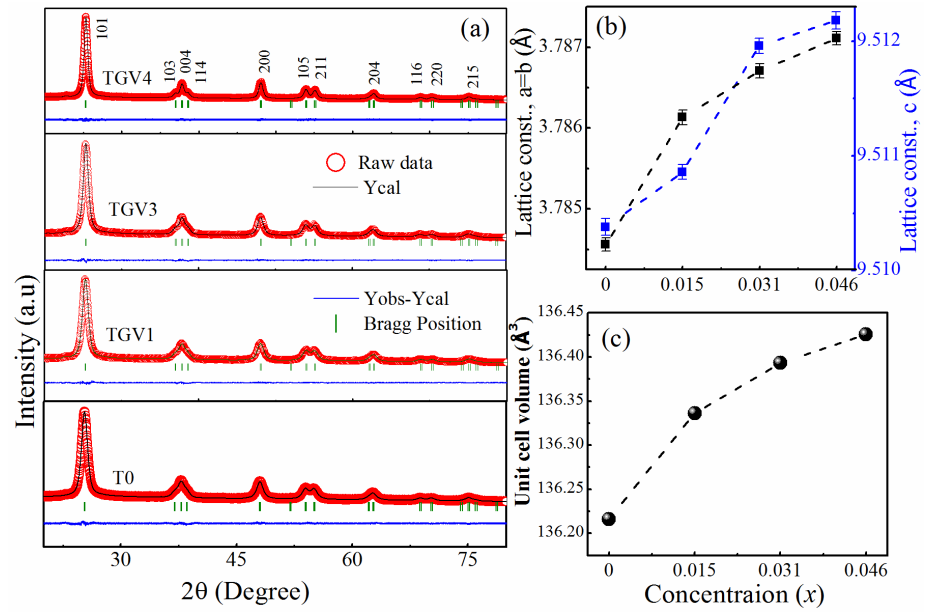 (a)
101
103
004
114
200
105
211
204
116
220
215
TGV4
TGV3
Raw data
Ycal
TGV1
Yobs-Ycal
Bragg Position
T0
Intensity (a.u)
30
45
60
75
2θ (Degree)
(b)
Lattice const., a=b (Å)
3.787
3.786
3.785
9.512
9.511
9.510
Lattice const., c (Å)
0
0.015
0.031
0.046
(c)
Unit cell volume (Å³)
136.45
136.40
136.35
136.30
136.25
136.20
0
0.015
0.031
0.046
Concentraion (x)